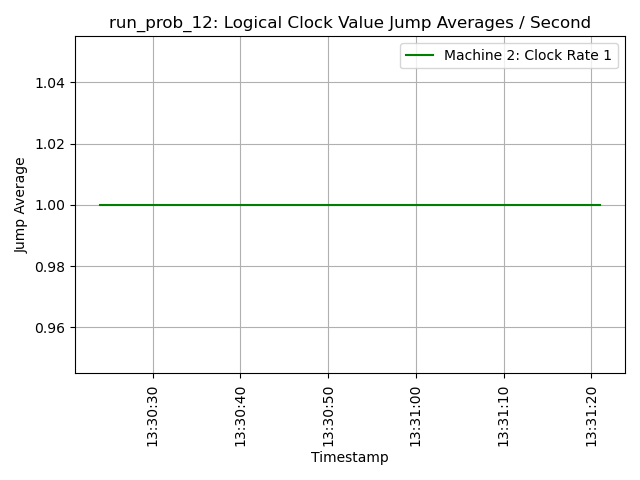 run_prob_12: Logical Clock Value Jump Averages / Second
Machine 2: Clock Rate 1
Jump Average
1.04
1.02
1.00
0.98
0.96
13:30:30
13:30:40
13:30:50
13:31:00
13:31:10
13:31:20
Timestamp